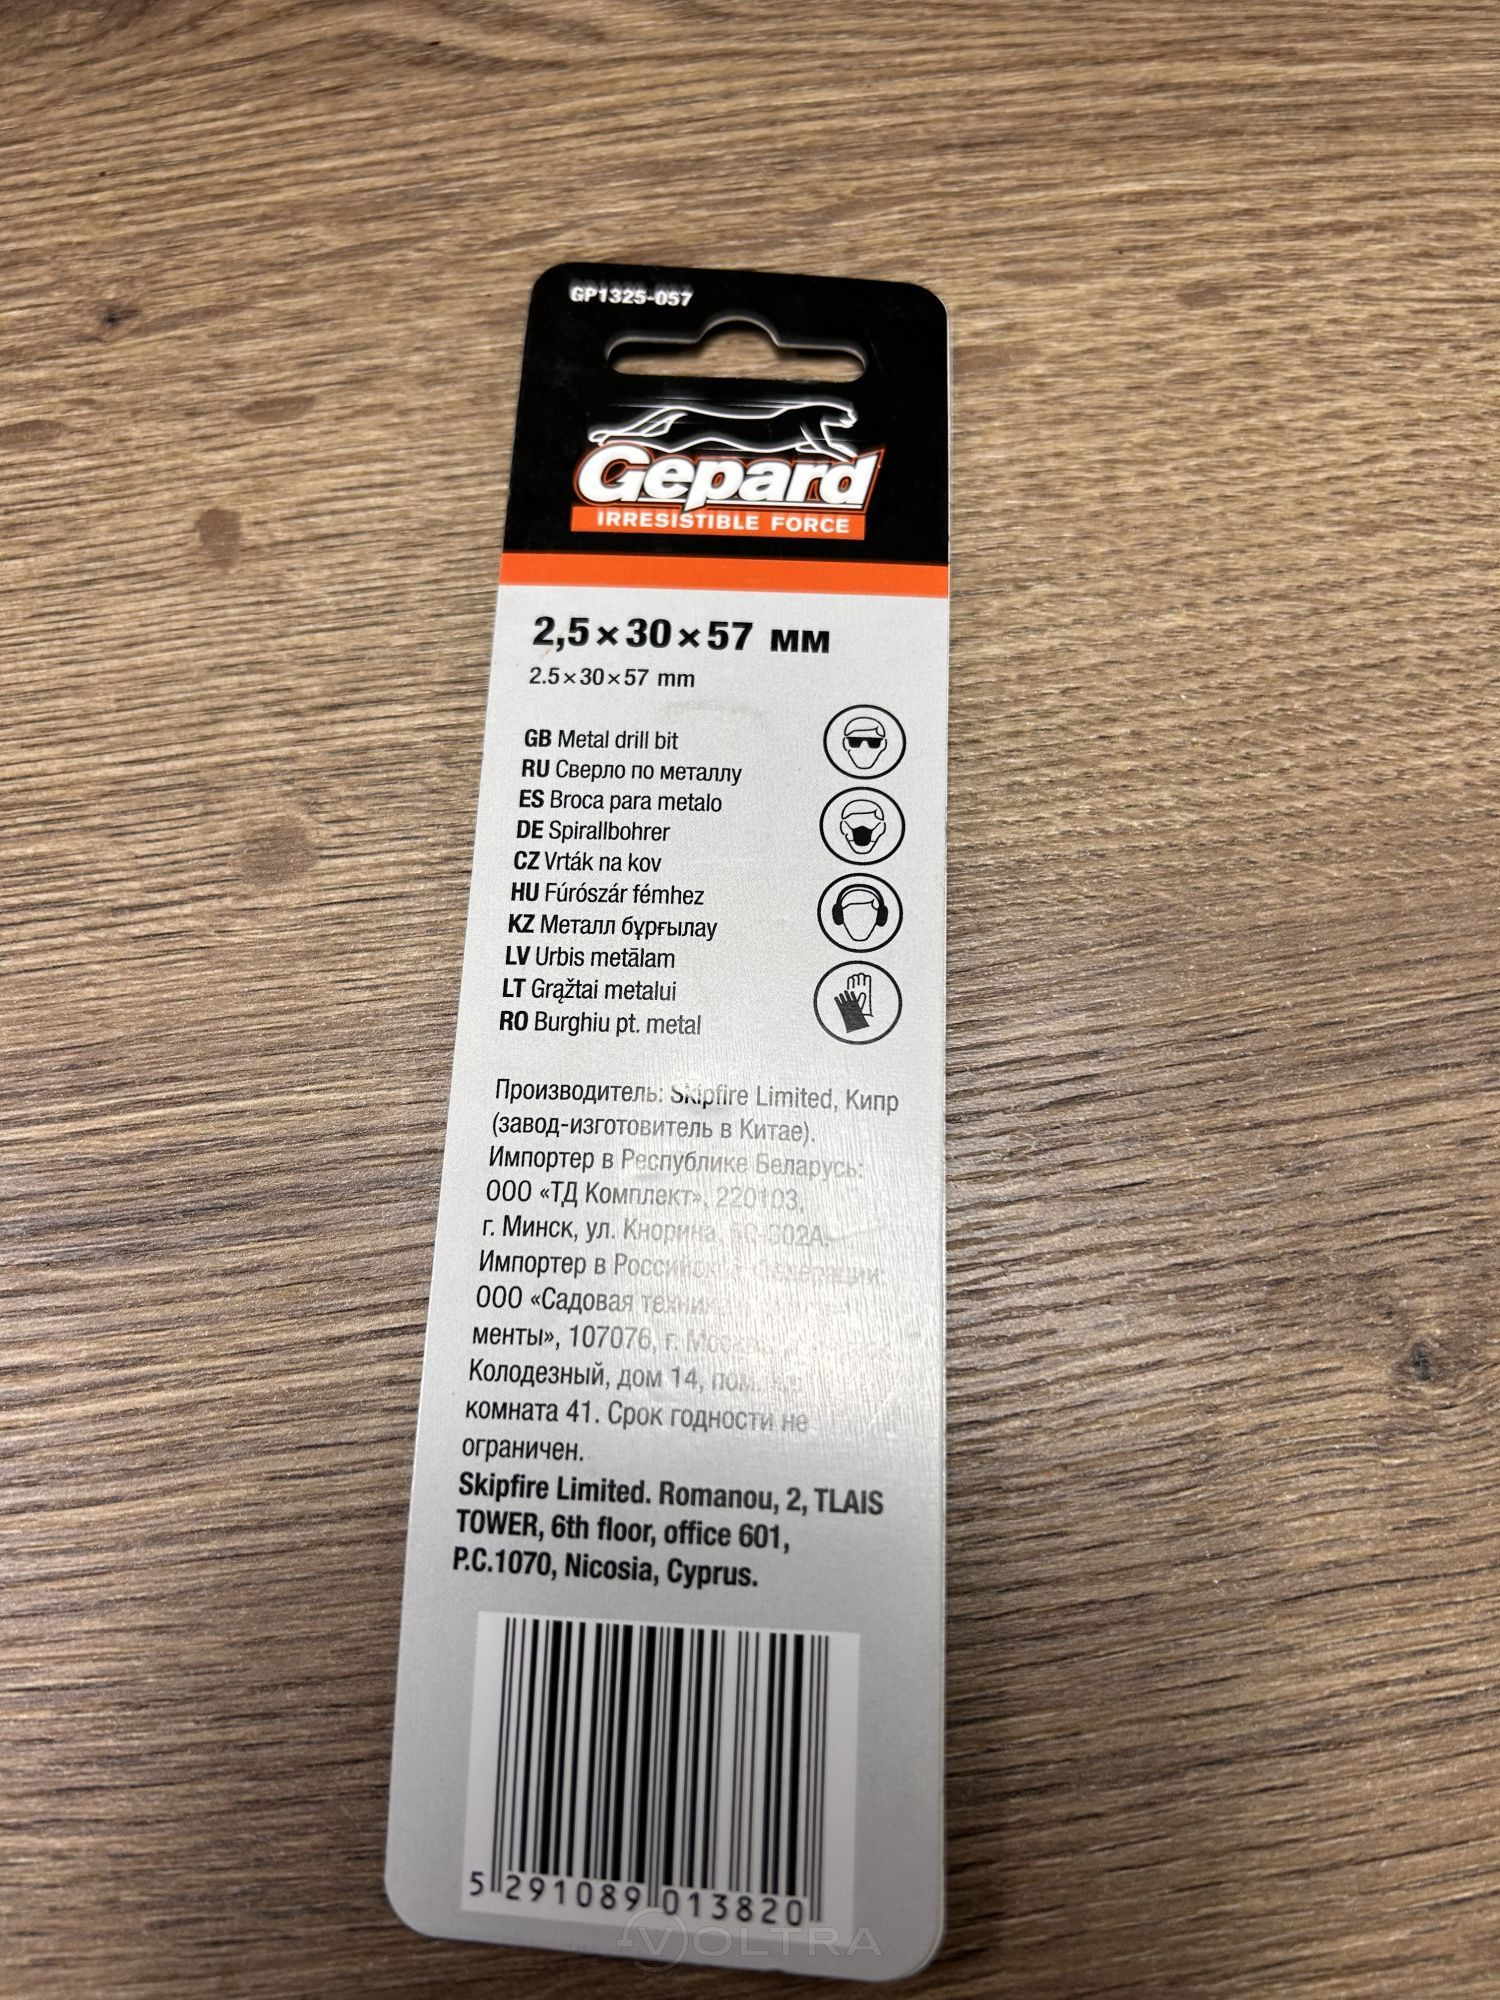 GP1325-057
Gepard
IRRESISTIBLE FORCE
2,5×30×57 мм
2.5×30×57 mm
GB Metal drill bit
RU Сверло по металлу
ES Broca para metalo
DE Spirallbohrer
CZ Vrták na kov
HU Fúrószár fémhez
KZ Металл бұрғылау
LV Urbis metālam
LT Grąžtai metalui
RO Burghiu pt. metal
Производитель: Skipfire Limited, Кипр
(завод-изготовитель в Китае).
Импортер в Республике Беларусь:
ООО «ТД Комплект», 220103,
г. Минск, ул. Кнорина,
Импортер в Российской Федерации:
ООО «Садовая техника
менты», 107076, г. Москва,
Колодезный, дом 14, пом.
комната 41. Срок годности не
ограничен.
Skipfire Limited. Romanou, 2, TLAIS
TOWER, 6th floor, office 601,
P.C.1070, Nicosia, Cyprus.
5 291089 013820
VOLTRA